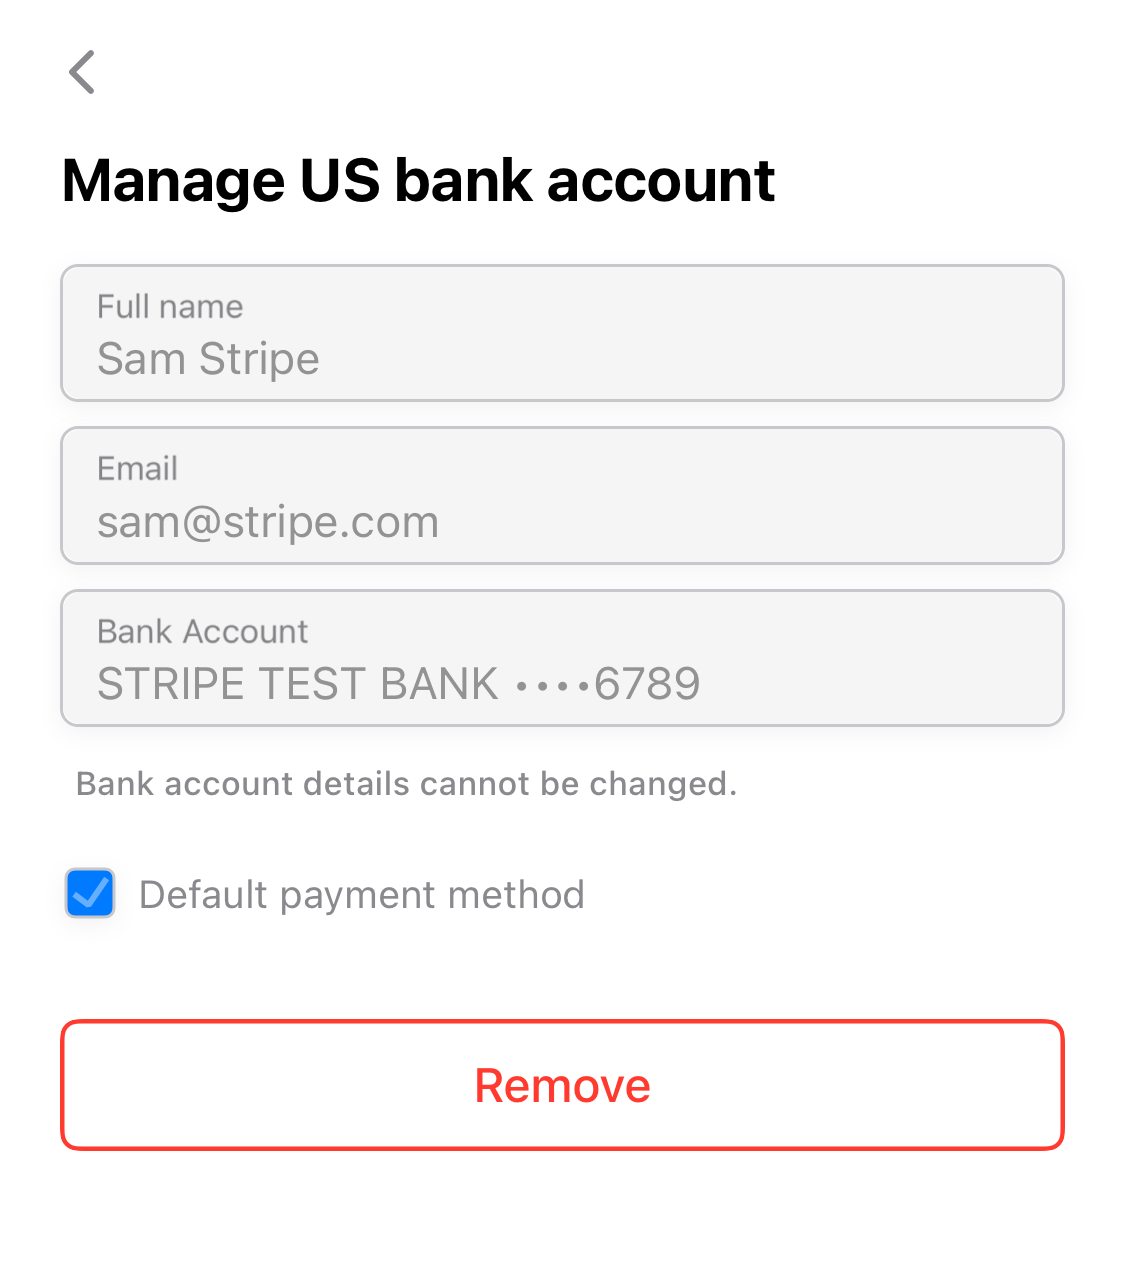 Manage US bank account
Full name
Sam Stripe
Email
sam@stripe.com
Bank Account
STRIPE TEST BANK ••••6789
Bank account details cannot be changed.
Default payment method
Remove